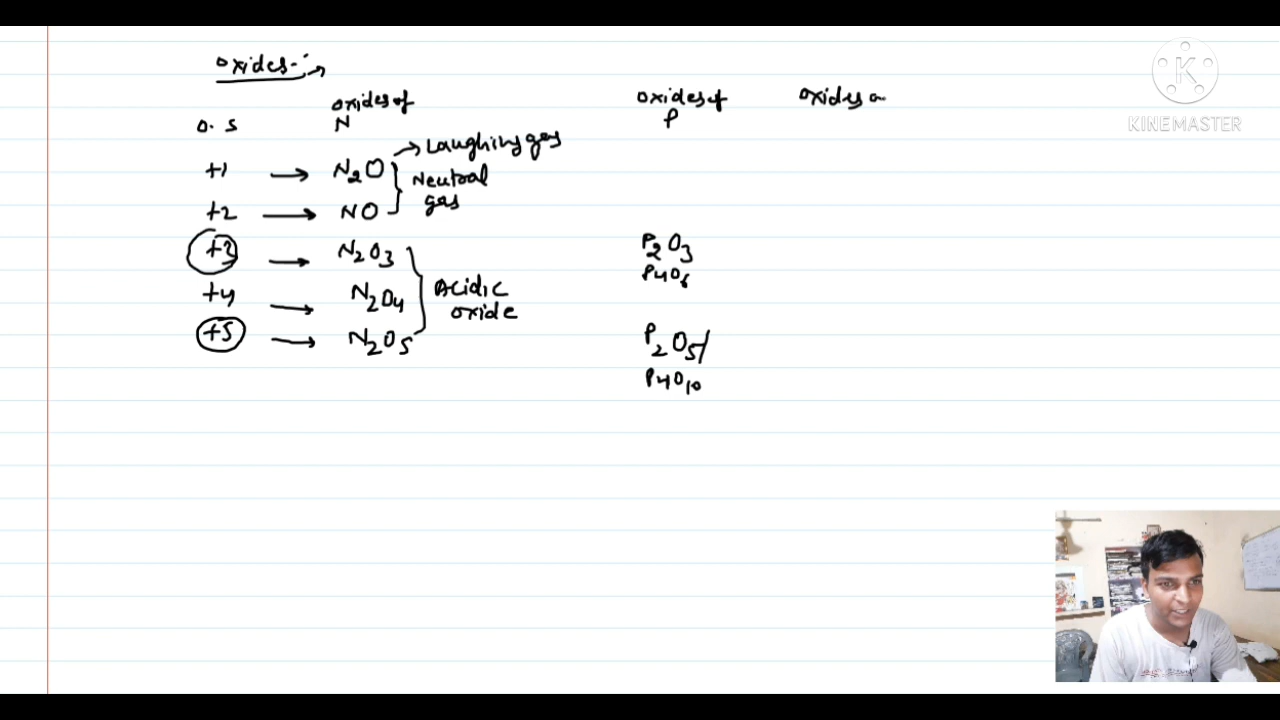 Oxides:- →
Oxides of N
Oxides of P
Oxides o
O.S
+1 → N2O → Laughing gas
+2 → NO
Neutral gas
+3 → N2O3
P2O3
P4O6
+4 → N2O4
Acidic oxide
+5 → N2O5
P2O5/
P4O10
KINEMASTER